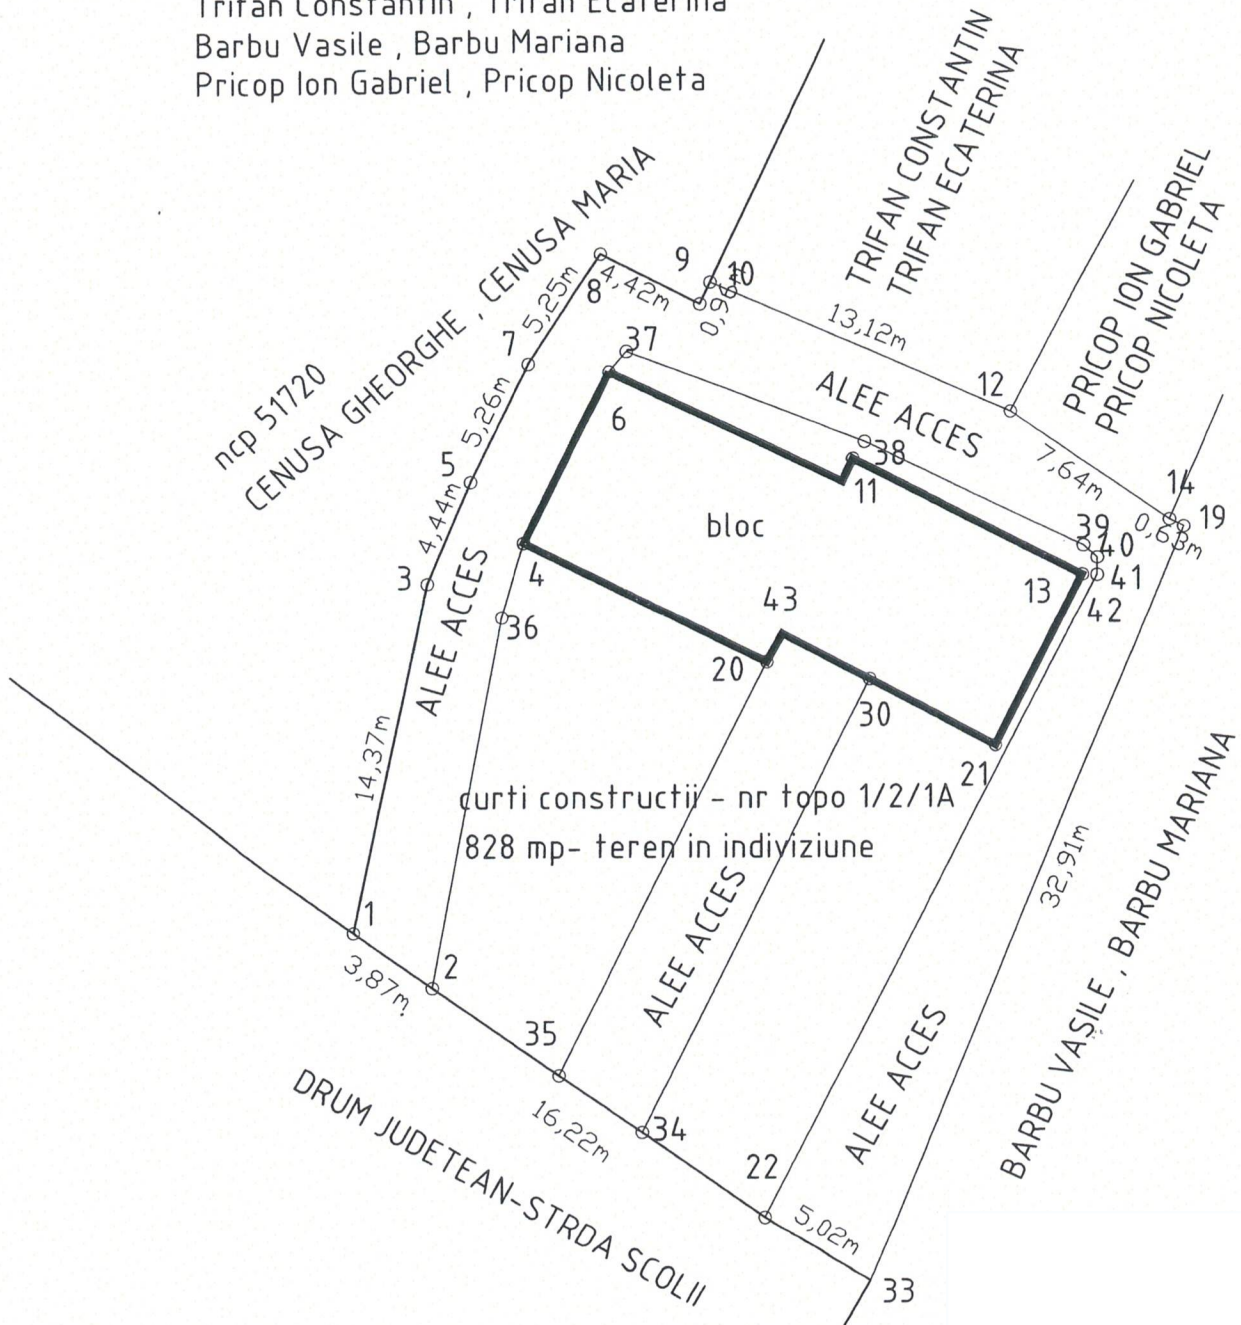 Trifan Constantin , Trifan Ecaterina
Barbu Vasile , Barbu Mariana
Pricop Ion Gabriel , Pricop Nicoleta
TRIFAN CONSTANTIN
TRIFAN ECATERINA
PRICOP ION GABRIEL
PRICOP NICOLETA
ncp 51720
CENUSA GHEORGHE , CENUSA MARIA
8
4,42m
9
10
0,96m
5,25m
7
13,12m
12
37
ALEE ACCES
6
38
11
7,64m
14
19
0,63m
5,26m
5
4,44m
3
bloc
39
40
41
42
13
4
36
43
20
30
21
ALEE ACCES
14,37m
curti constructii - nr topo 1/2/1A
828 mp- teren in indiviziune
32,91m
BARBU VASILE , BARBU MARIANA
1
2
3,87m
ALEE ACCES
35
34
16,22m
ALEE ACCES
22
5,02m
33
DRUM JUDETEAN-STRDA SCOLII